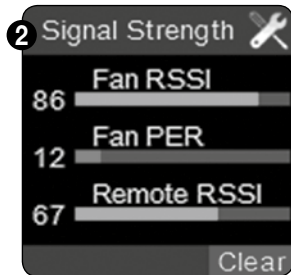 2 Signal Strength
Fan RSSI
86
Fan PER
12
Remote RSSI
67
Clear